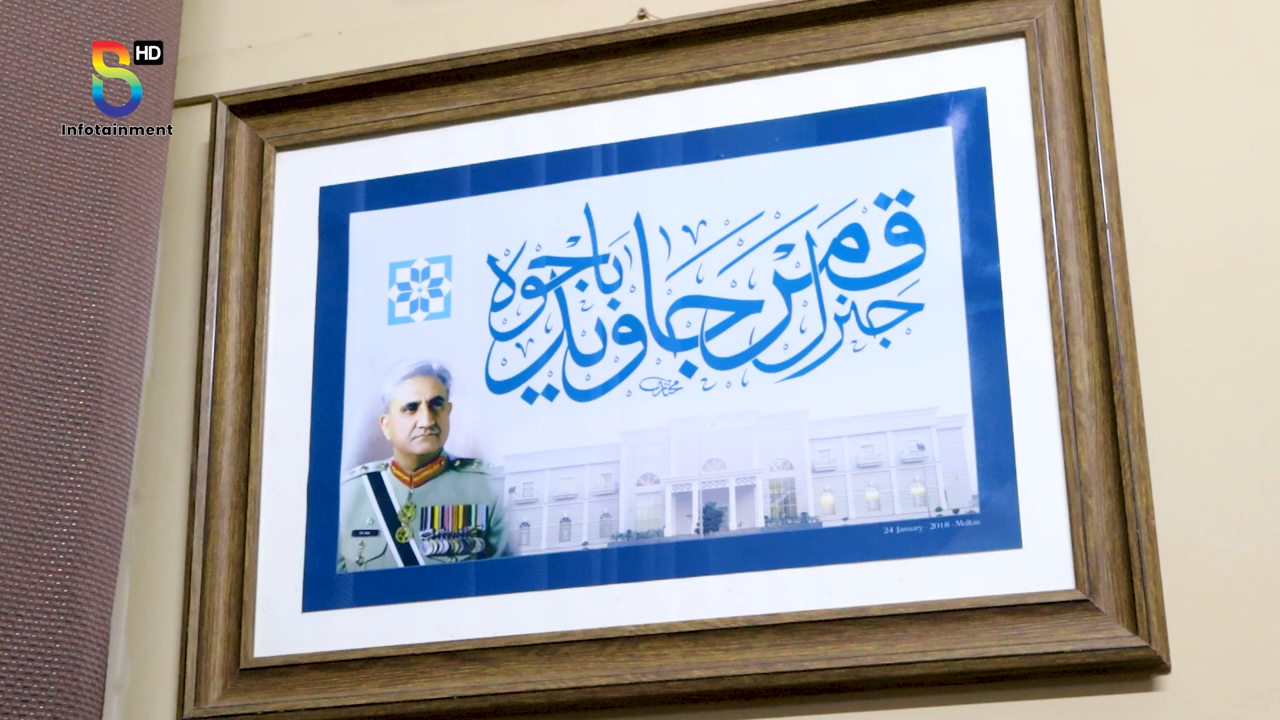 HD
Infotainment
جنرل قمر جاوید باجوہ
24 January - 2018 - Multan